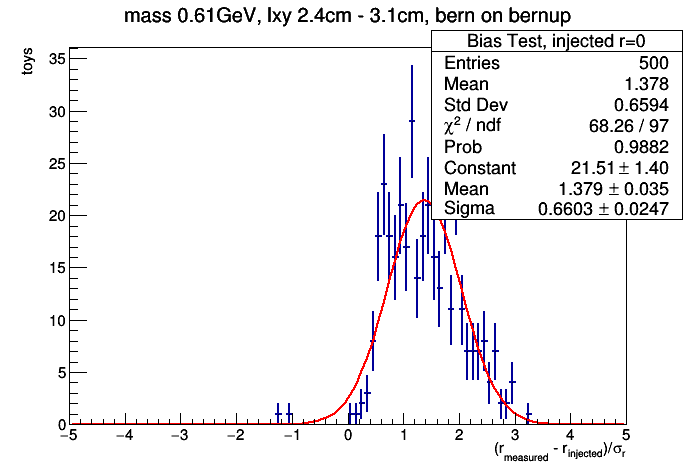 mass 0.61GeV, lxy 2.4cm - 3.1cm, bern on bernup
Bias Test, injected r=0
Entries 500
Mean 1.378
Std Dev 0.6594
χ² / ndf 68.26 / 97
Prob 0.9882
Constant 21.51 ± 1.40
Mean 1.379 ± 0.035
Sigma 0.6603 ± 0.0247
toys
35
30
25
20
15
10
5
0
−5 −4 −3 −2 −1 0 1 2 3 4 5
(r_measured - r_injected)/σ_r